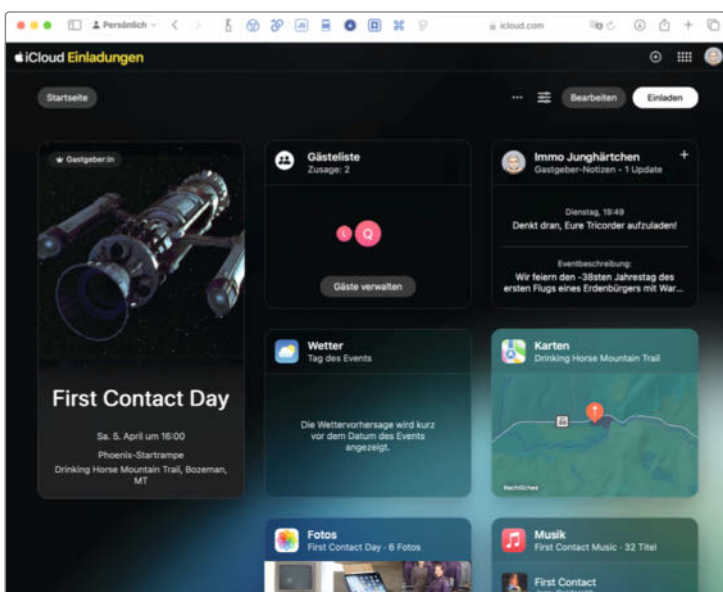 Persönlich
icloud.com
iCloud Einladungen
Startseite
Bearbeiten
Einladen
Gastgeber:in
First Contact Day
Sa. 5. April um 16:00
Phoenix-Startrampe
Drinking Horse Mountain Trail, Bozeman,
MT
Gästeliste
Zusage: 2
L
Q
Gäste verwalten
Immo Junghärtchen
Gastgeber-Notizen • 1 Update
Dienstag, 19:49
Denkt dran, Eure Tricorder aufzuladen!
Eventbeschreibung:
Wir feiern den -38sten Jahrestag des
ersten Flugs eines Erdenbürgers mit War...
Wetter
Tag des Events
Die Wettervorhersage wird kurz
vor dem Datum des Events
angezeigt.
Karten
Drinking Horse Mountain Trail
Rechtliches
Fotos
First Contact Day · 6 Fotos
Musik
First Contact Music · 32 Titel
First Contact